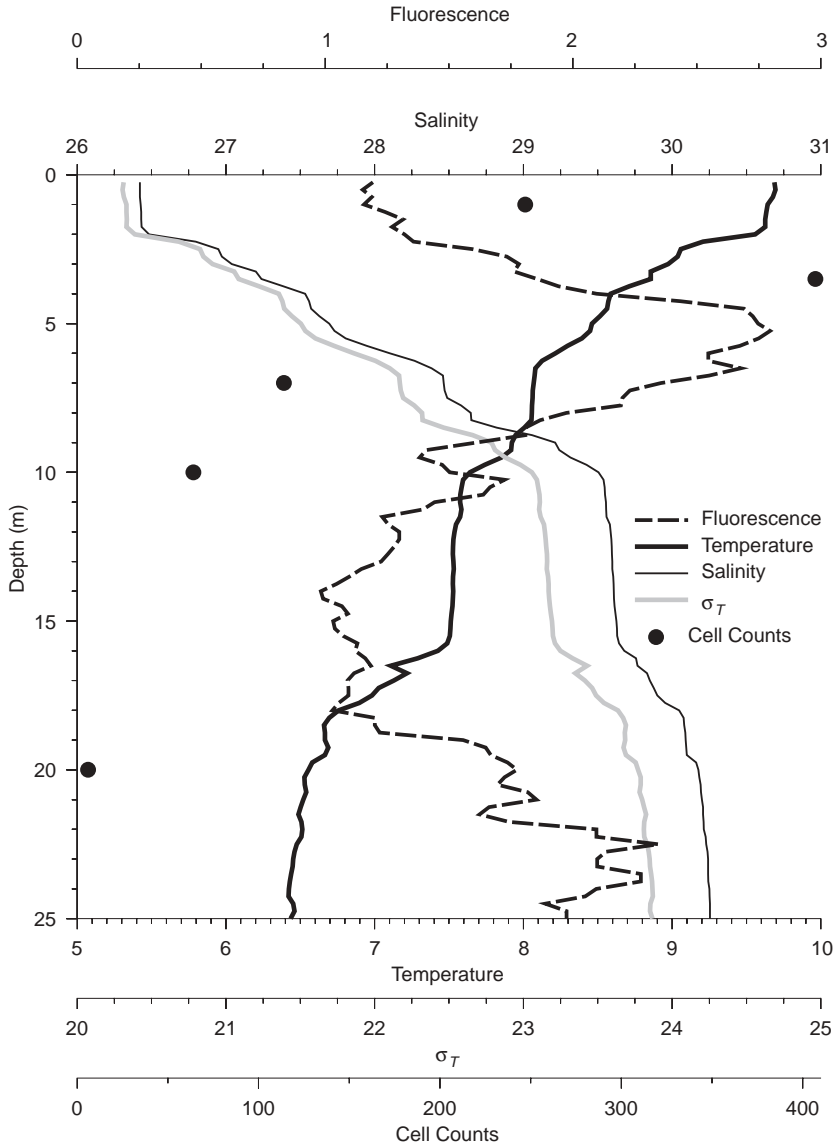 Fluorescence
0 1 2 3
Salinity
26 27 28 29 30 31
0
5
10
15
20
25
Depth (m)
Fluorescence
Temperature
Salinity
σT
Cell Counts
5 6 7 8 9 10
Temperature
20 21 22 23 24 25
σT
0 100 200 300 400
Cell Counts